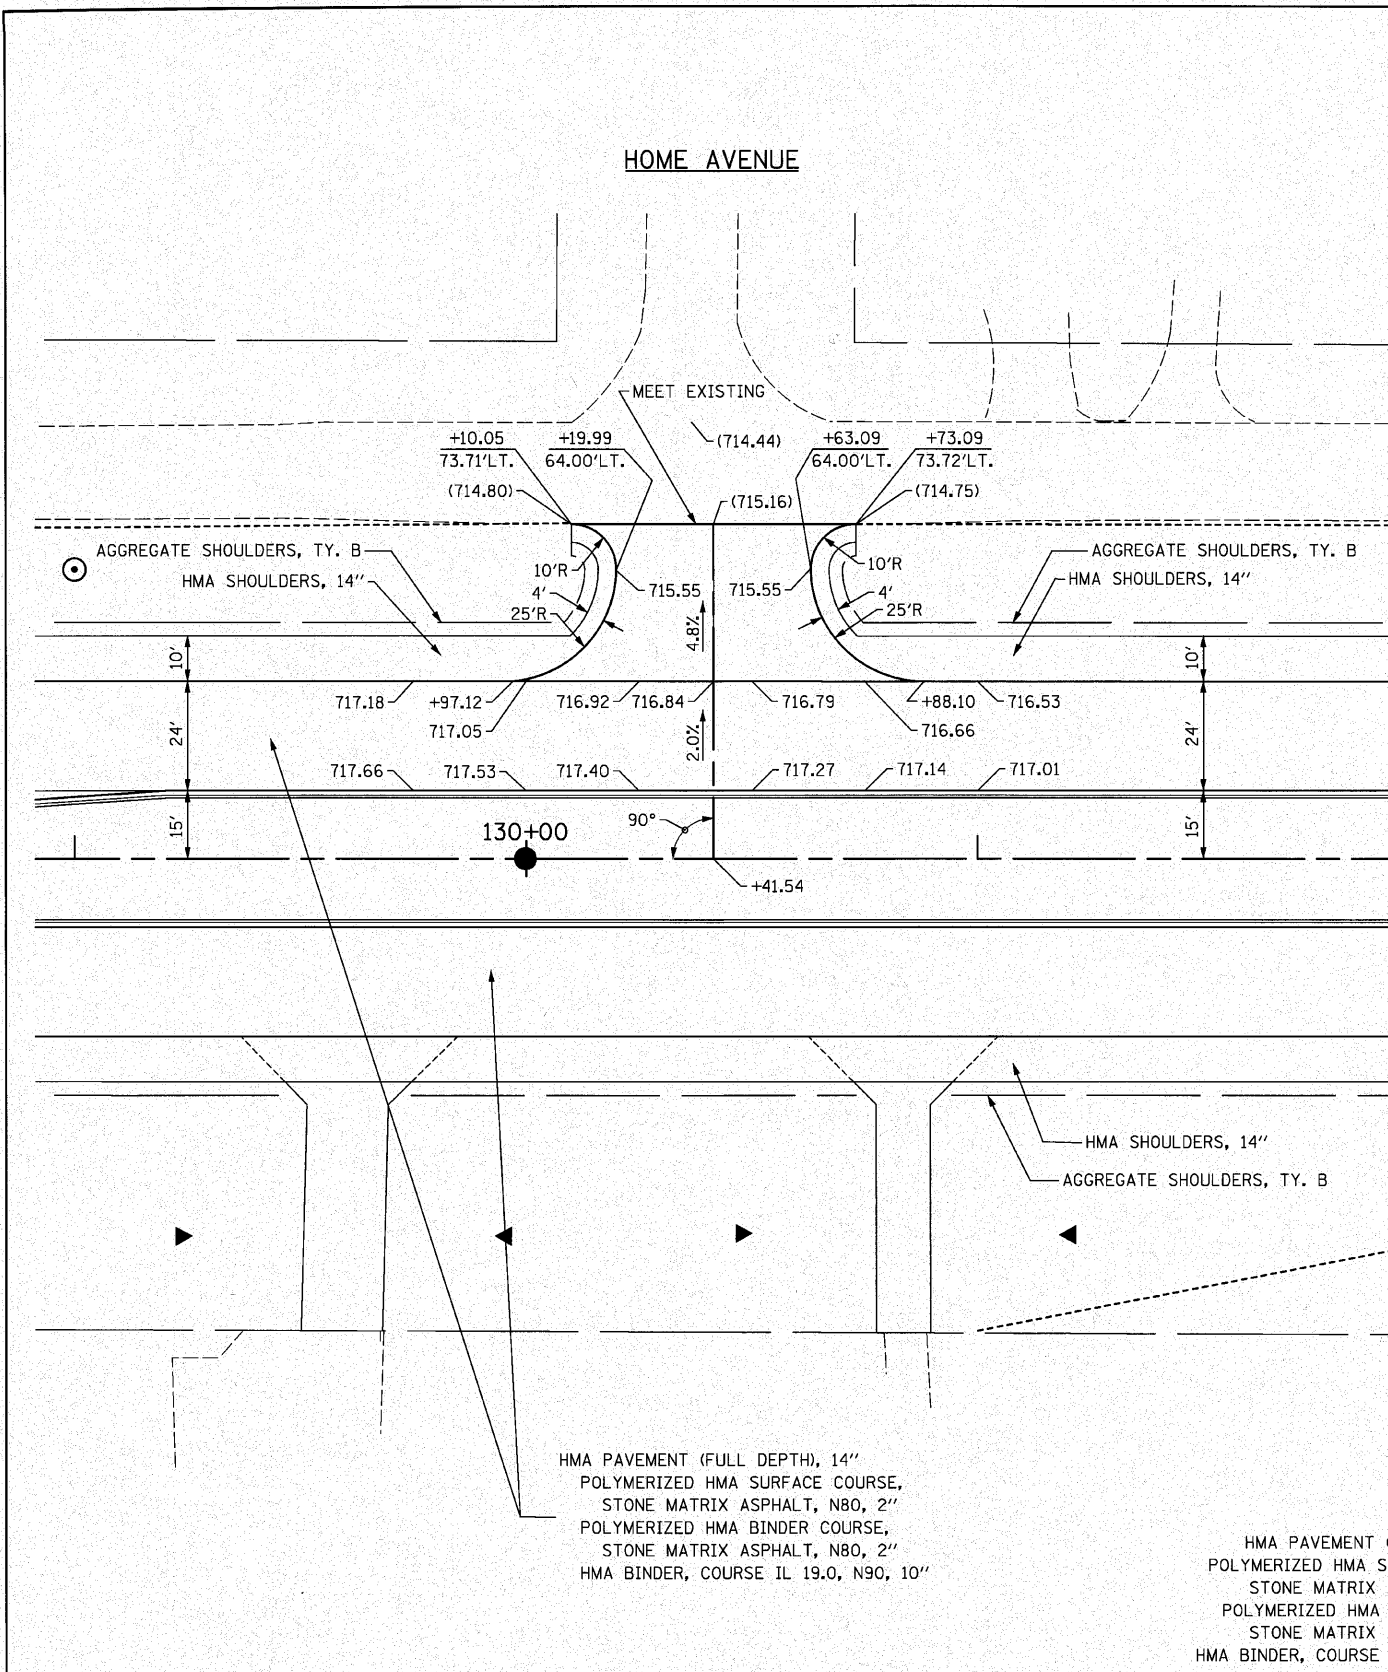 HOME AVENUE
MEET EXISTING
(714.44)
+10.05
73.71'LT.
(714.80)
+19.99
64.00'LT.
+63.09
64.00'LT.
+73.09
73.72'LT.
(714.75)
(715.16)
AGGREGATE SHOULDERS, TY. B
HMA SHOULDERS, 14"
10'R
4'
25'R
715.55
715.55
4.8%
10'R
4'
25'R
AGGREGATE SHOULDERS, TY. B
HMA SHOULDERS, 14"
10'
10'
717.18
+97.12
717.05
716.92
716.84
716.79
+88.10
716.53
716.66
24'
2.0%
24'
717.66
717.53
717.40
717.27
717.14
717.01
15'
130+00
90°
15'
+41.54
HMA SHOULDERS, 14"
AGGREGATE SHOULDERS, TY. B
HMA PAVEMENT (FULL DEPTH), 14"
POLYMERIZED HMA SURFACE COURSE,
STONE MATRIX ASPHALT, N80, 2"
POLYMERIZED HMA BINDER COURSE,
STONE MATRIX ASPHALT, N80, 2"
HMA BINDER, COURSE IL 19.0, N90, 10"
HMA PAVEMENT (
POLYMERIZED HMA S
STONE MATRIX
POLYMERIZED HMA
STONE MATRIX
HMA BINDER, COURSE